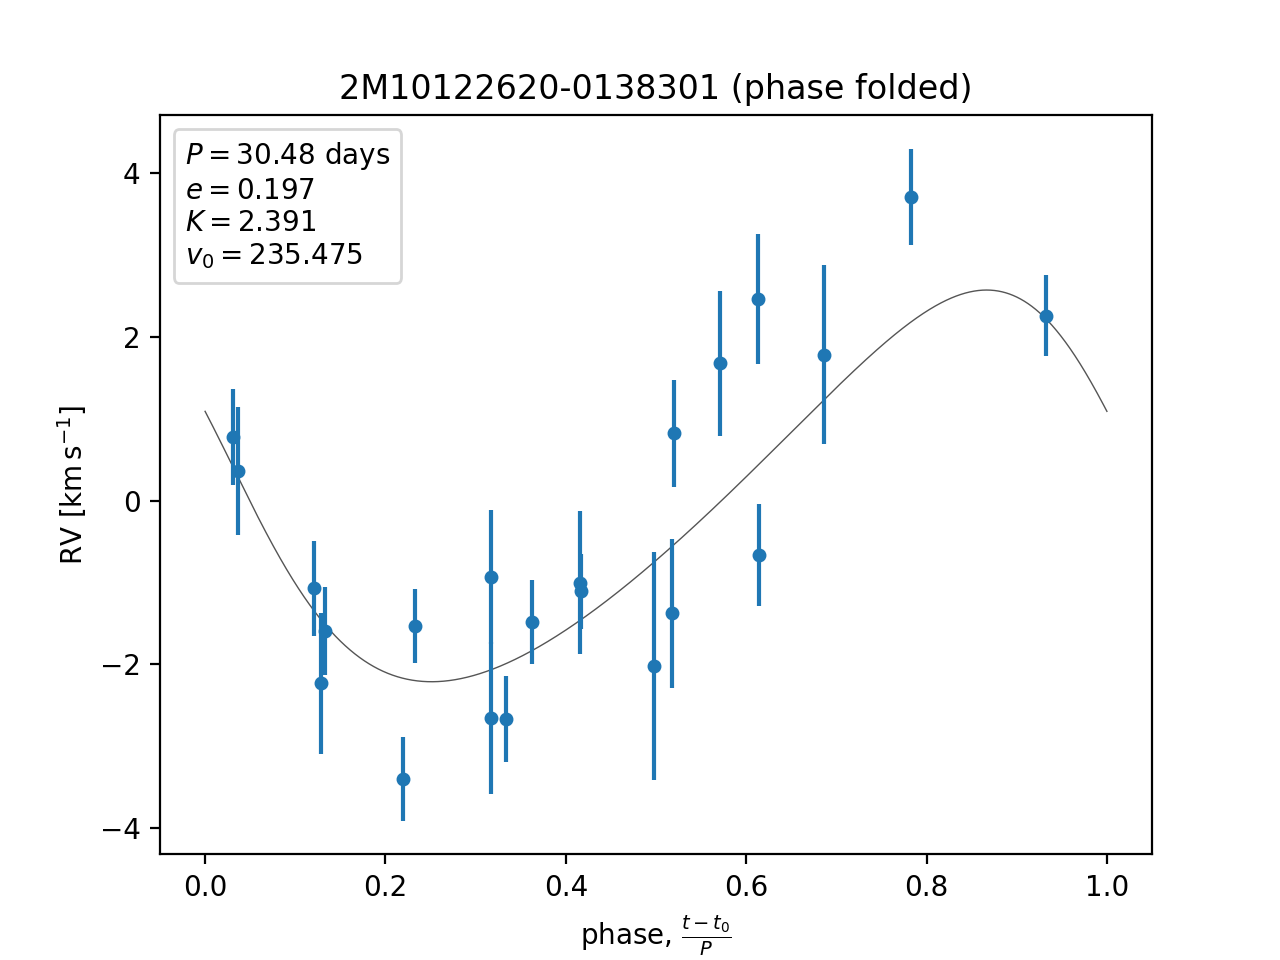 2M10122620-0138301 (phase folded)
P = 30.48 days
e = 0.197
K = 2.391
v₀ = 235.475
4
2
0
−2
−4
RV [km s⁻¹]
0.0 0.2 0.4 0.6 0.8 1.0
phase, (t − t₀)/P